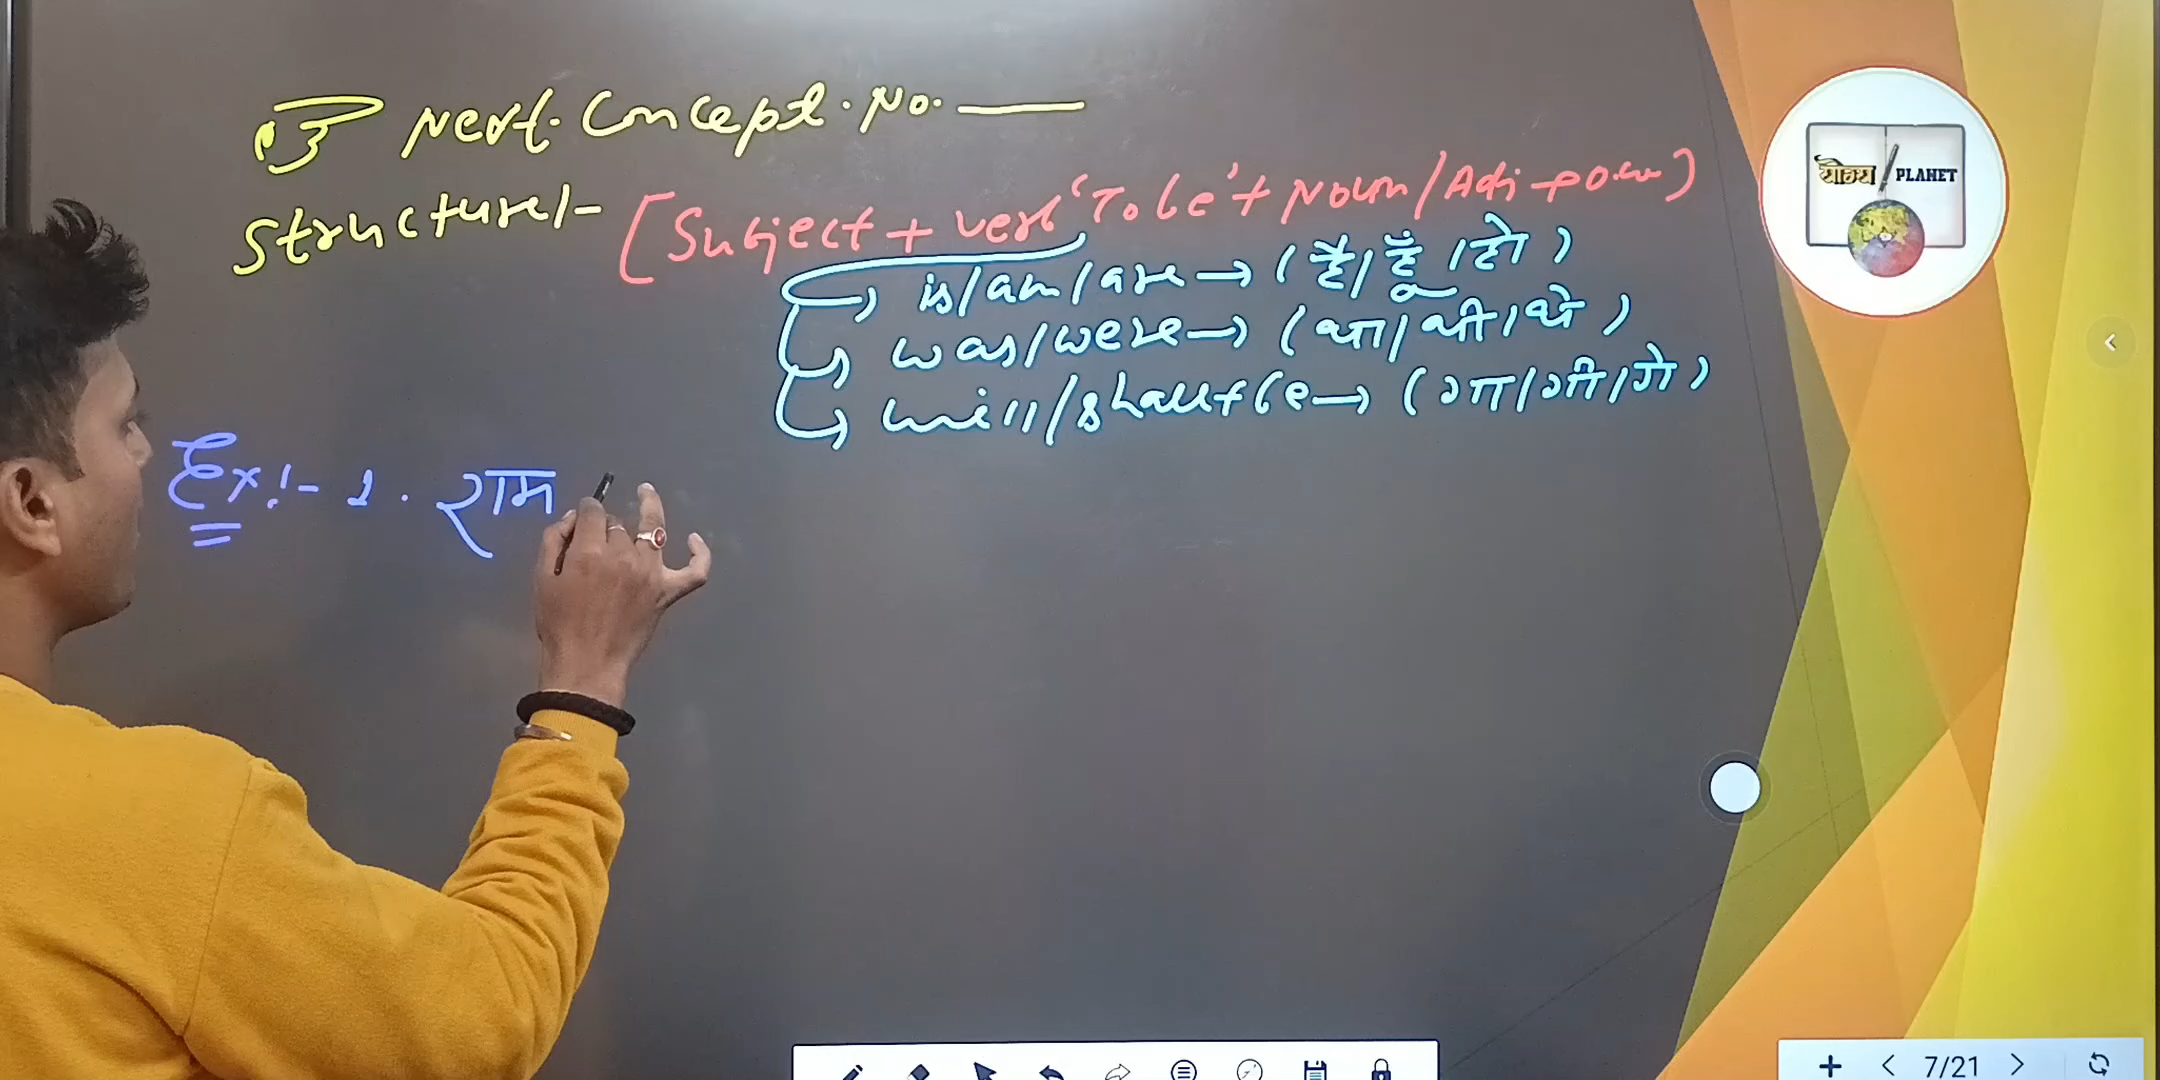 ☞ Next. Concept. No. ——
Structure:- [Subject + verb 'To be' + Noun/Adj
is/am/are → (है/हूँ/हो)
was/were → (था/थी/थे)
will/shall+be → (गा/गी/गे)
Ex:- 1. राम
योग्य PLANET
7/21